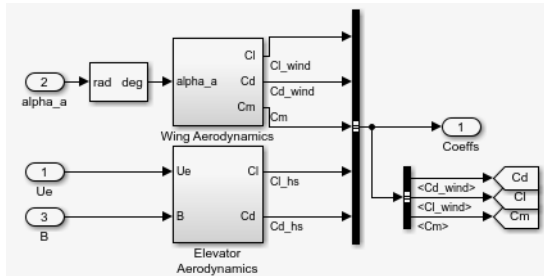 2
alpha_a
rad deg
alpha_a
Cl
Cd
Cm
Wing Aerodynamics
Cl_wind
Cd_wind
Cm
1
Ue
3
B
Ue
B
Cl
Cd
Elevator
Aerodynamics
Cl_hs
Cd_hs
1
Coeffs
<Cd_wind>
<Cl_wind>
<Cm>
Cd
Cl
Cm